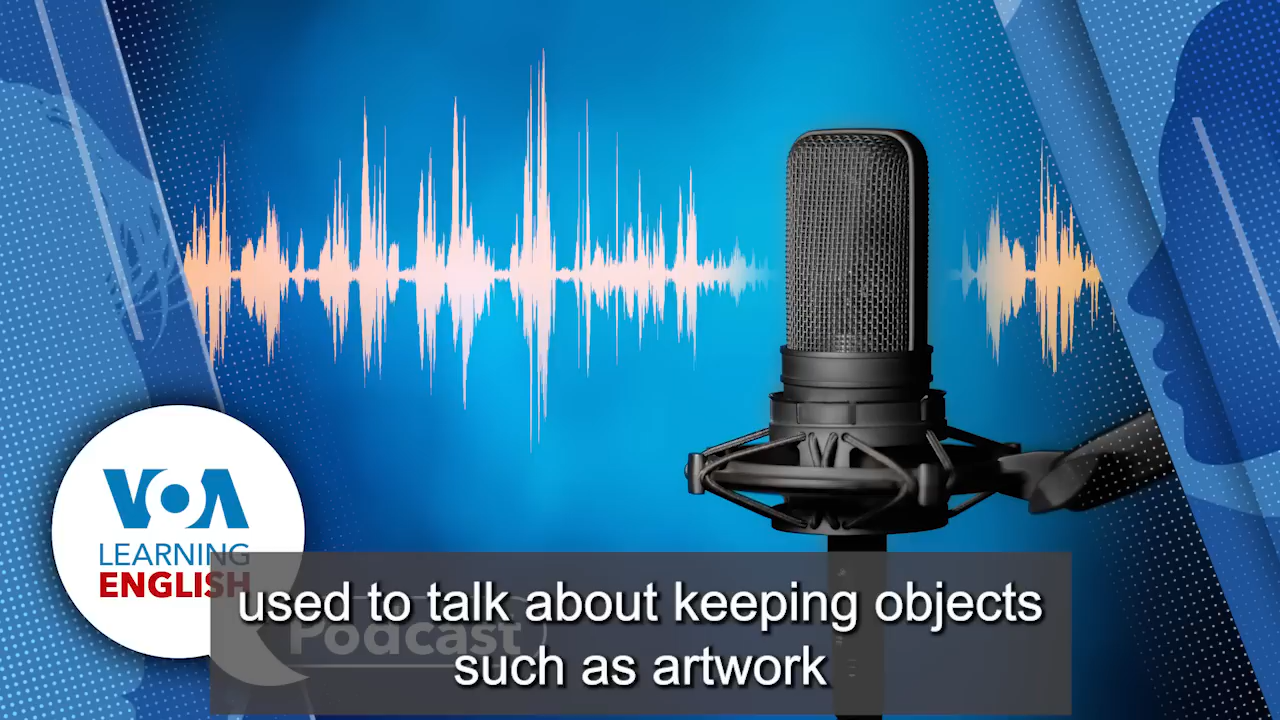 VOA
LEARNING
ENGLISH
Podcast
used to talk about keeping objects
such as artwork